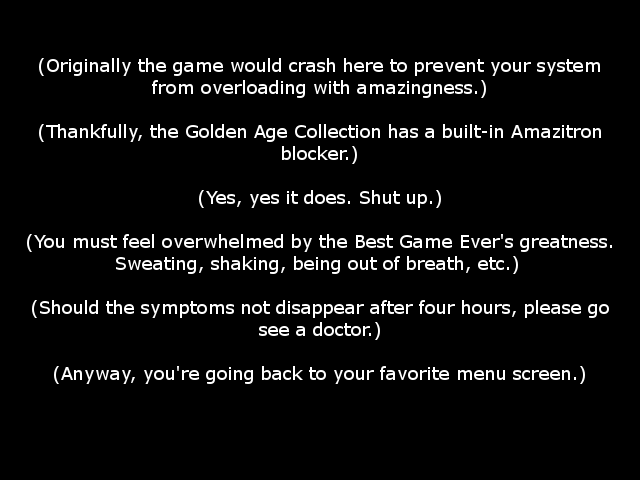 (Originally the game would crash here to prevent your system
from overloading with amazingness.)
(Thankfully, the Golden Age Collection has a built-in Amazitron
blocker.)
(Yes, yes it does. Shut up.)
(You must feel overwhelmed by the Best Game Ever's greatness.
Sweating, shaking, being out of breath, etc.)
(Should the symptoms not disappear after four hours, please go
see a doctor.)
(Anyway, you're going back to your favorite menu screen.)